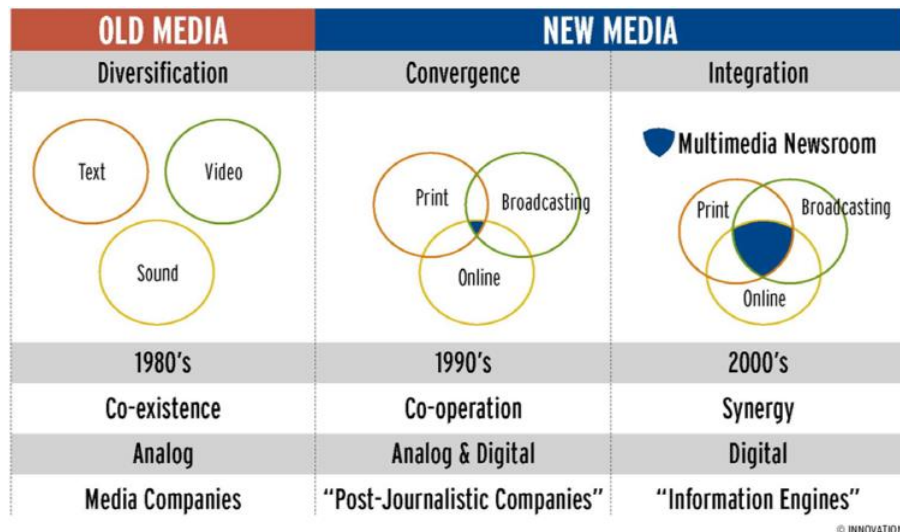 OLD MEDIA
NEW MEDIA
Diversification
Convergence
Integration
Text
Video
Sound
Print
Broadcasting
Online
Multimedia Newsroom
Print
Broadcasting
Online
1980's
1990's
2000's
Co-existence
Co-operation
Synergy
Analog
Analog & Digital
Digital
Media Companies
“Post-Journalistic Companies”
“Information Engines”
© INNOVATION